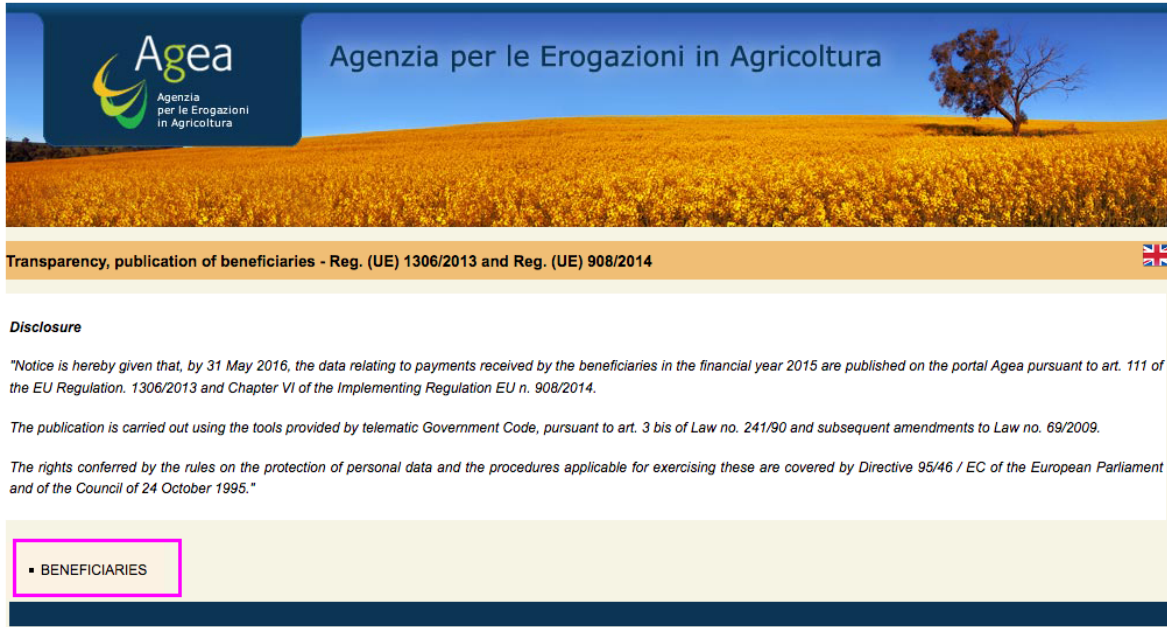 Agea
Agenzia
per le Erogazioni
in Agricoltura
Agenzia per le Erogazioni in Agricoltura
Transparency, publication of beneficiaries - Reg. (UE) 1306/2013 and Reg. (UE) 908/2014
Disclosure
"Notice is hereby given that, by 31 May 2016, the data relating to payments received by the beneficiaries in the financial year 2015 are published on the portal Agea pursuant to art. 111 of
the EU Regulation. 1306/2013 and Chapter VI of the Implementing Regulation EU n. 908/2014.
The publication is carried out using the tools provided by telematic Government Code, pursuant to art. 3 bis of Law no. 241/90 and subsequent amendments to Law no. 69/2009.
The rights conferred by the rules on the protection of personal data and the procedures applicable for exercising these are covered by Directive 95/46 / EC of the European Parliament
and of the Council of 24 October 1995."
▪ BENEFICIARIES